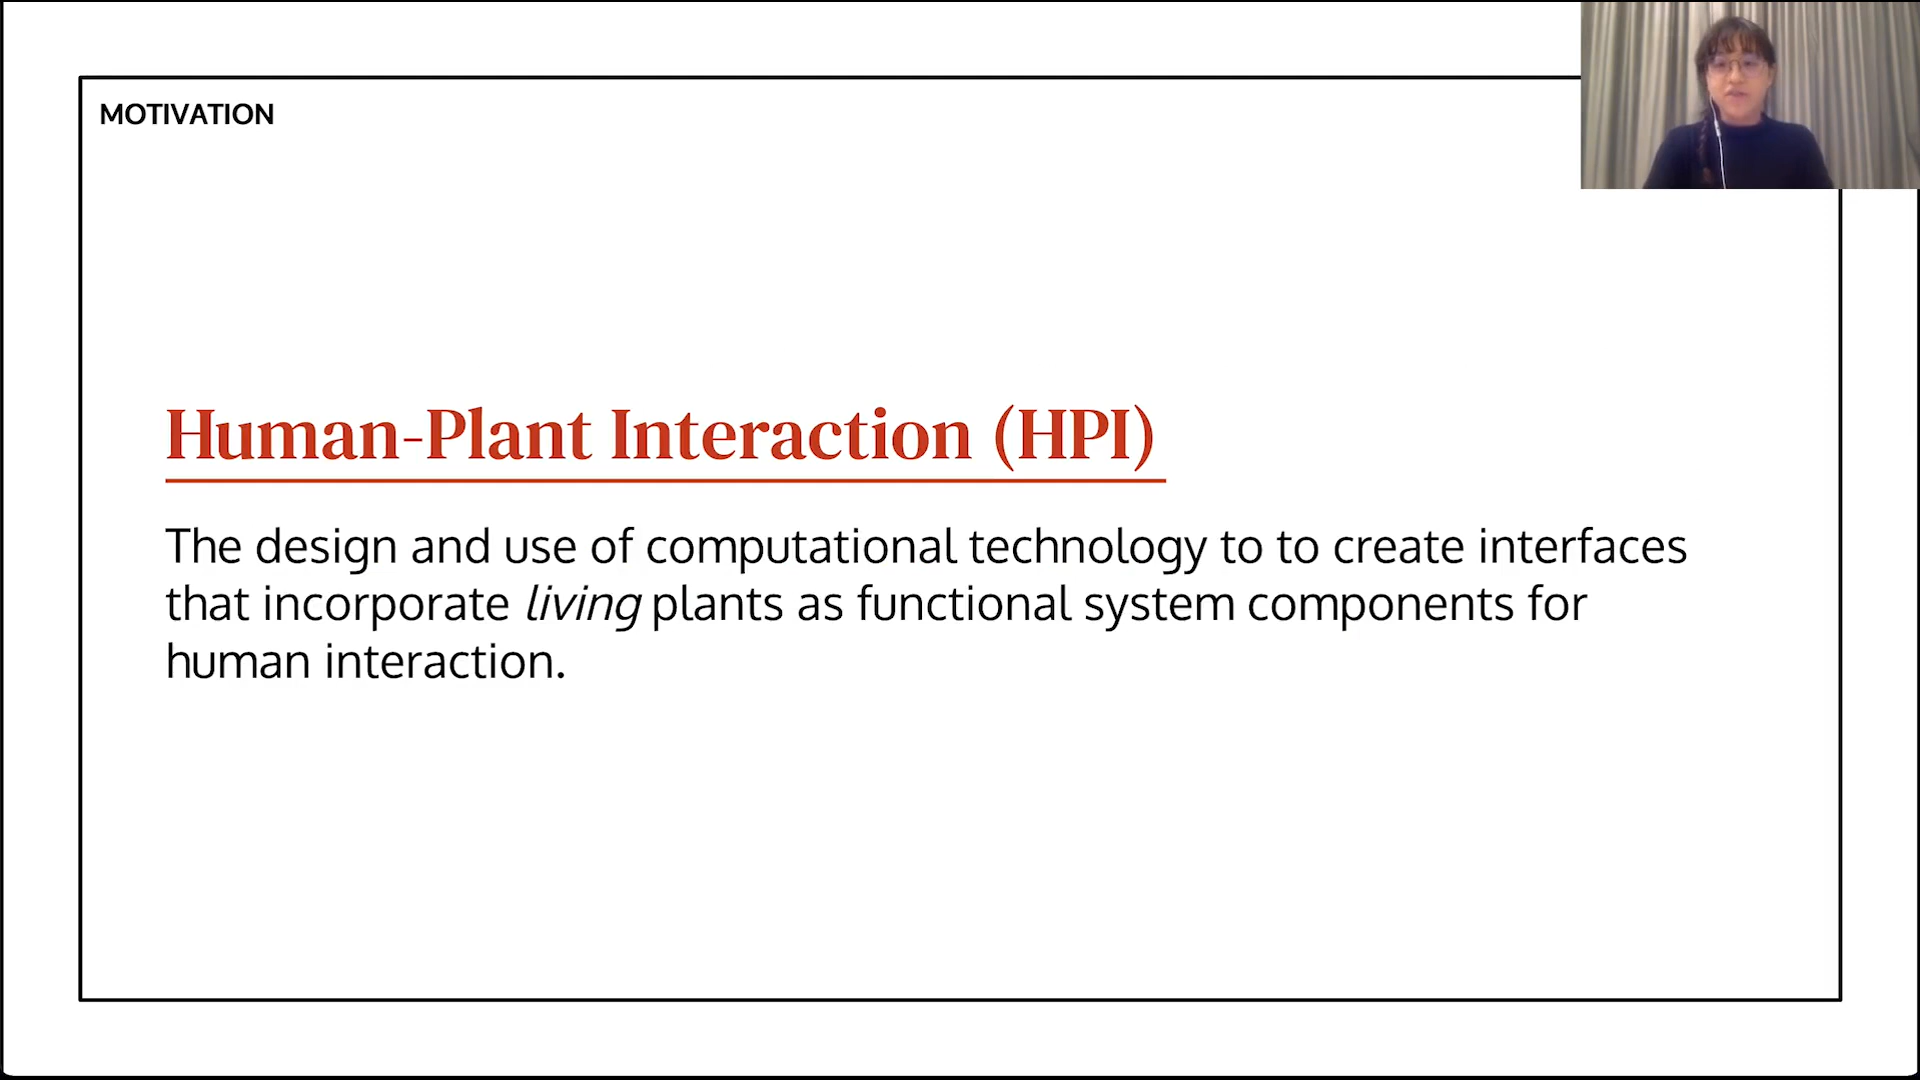 MOTIVATION
Human-Plant Interaction (HPI)
The design and use of computational technology to to create interfaces
that incorporate living plants as functional system components for
human interaction.